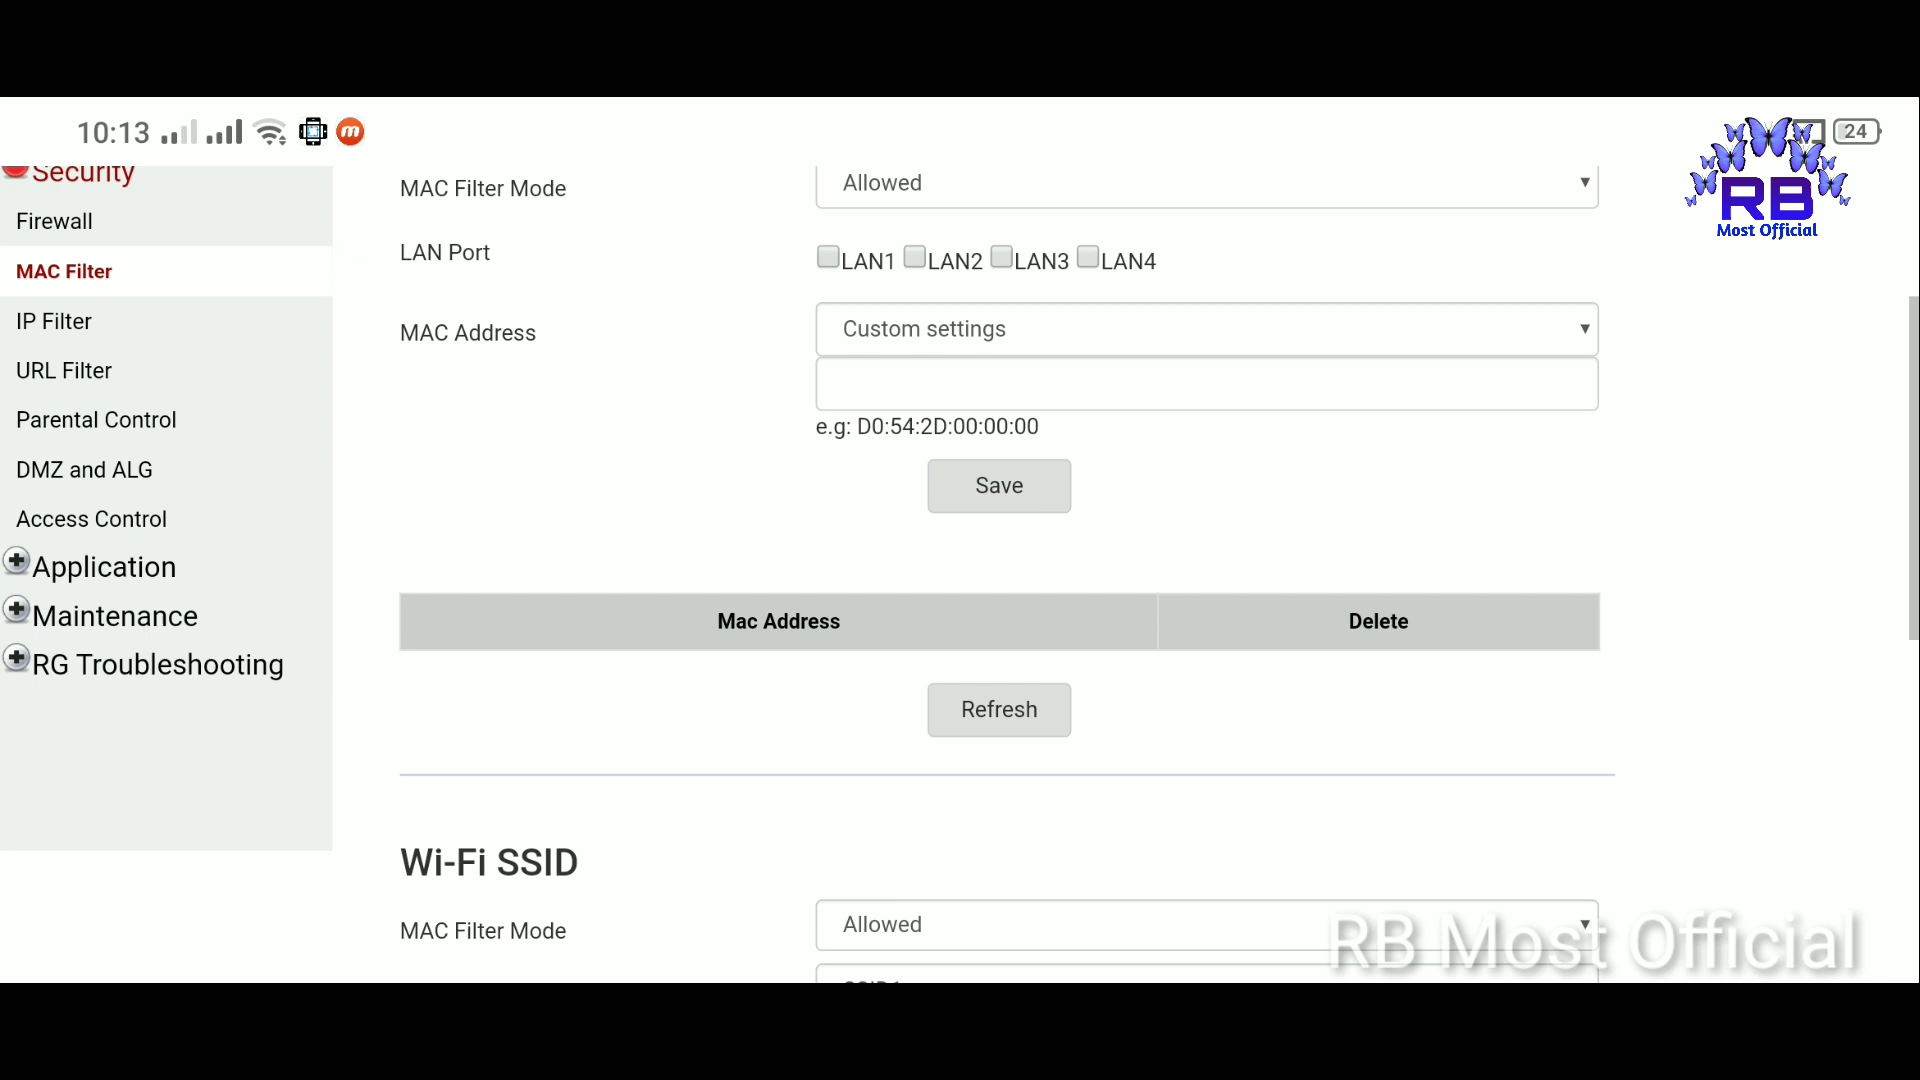 10:13
24
Security
Firewall
MAC Filter
IP Filter
URL Filter
Parental Control
DMZ and ALG
Access Control
Application
Maintenance
RG Troubleshooting
MAC Filter Mode
Allowed
LAN Port
LAN1 LAN2 LAN3 LAN4
MAC Address
Custom settings
e.g: D0:54:2D:00:00:00
Save
Mac Address Delete
Refresh
Wi-Fi SSID
MAC Filter Mode
Allowed
RB
Most Official
RB Most Official